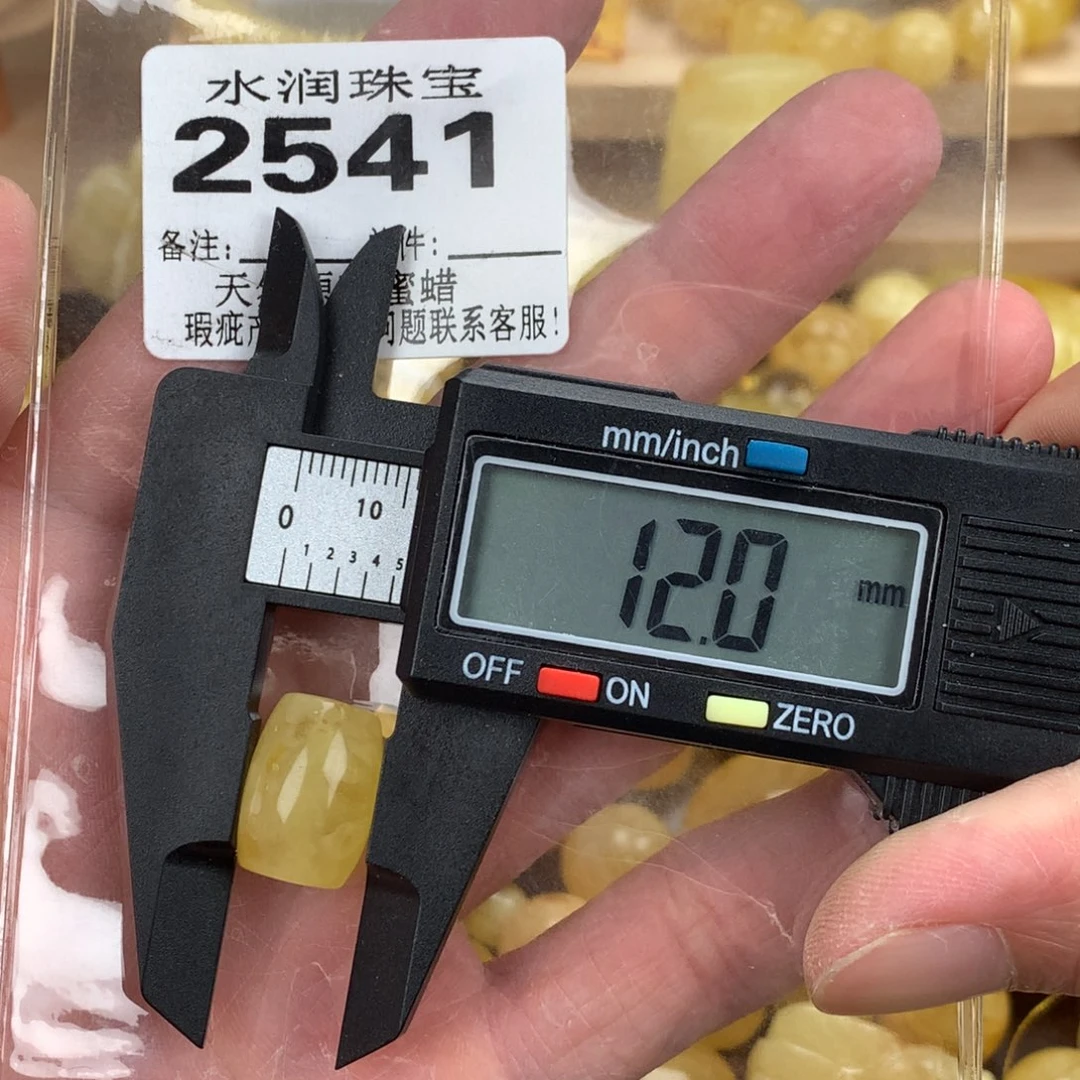 水润珠宝
2541
备注: 件:
天 蜜蜡
瑕疵 问题联系客服!
mm/inch
0 10
1 2 3 4 5
12.0 mm
OFF ON ZERO